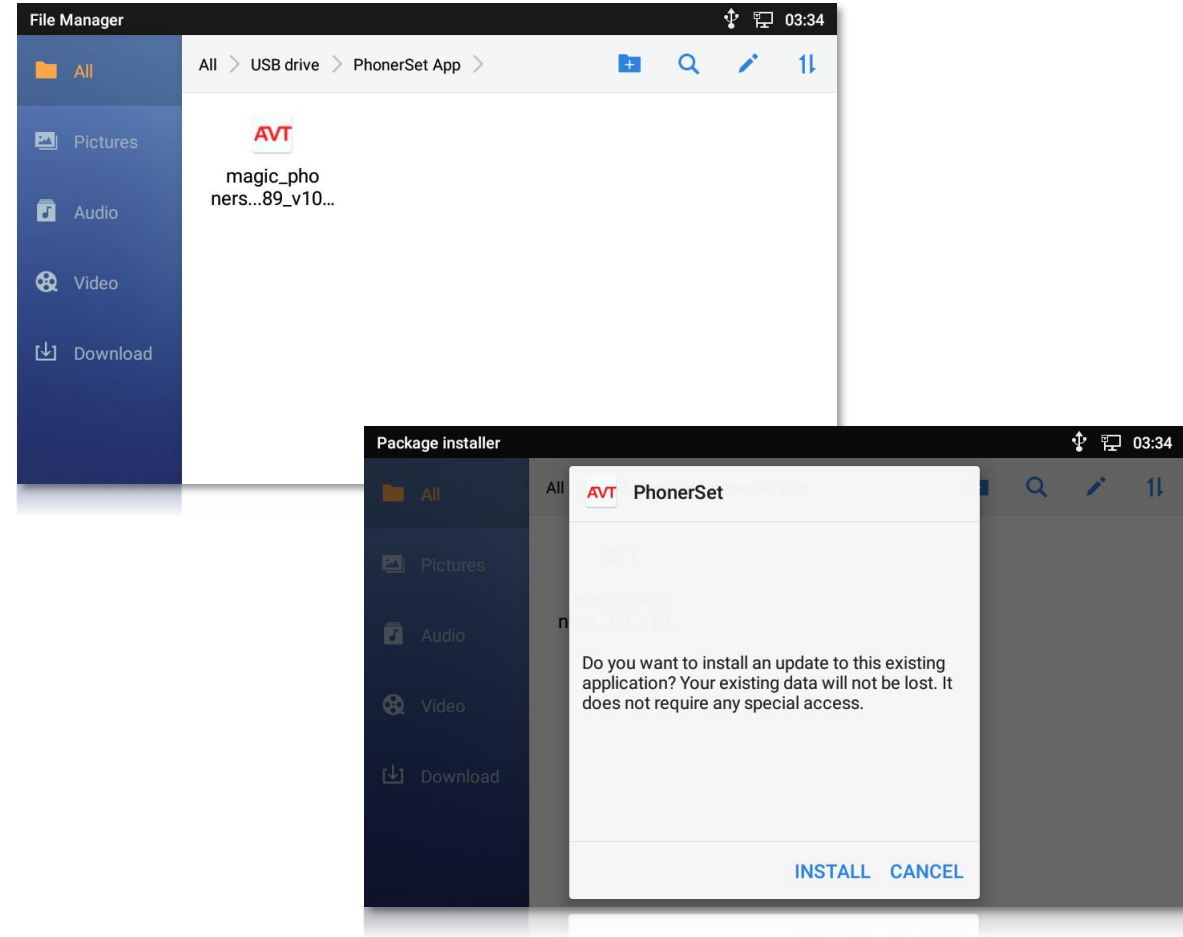 File Manager
03:34
All
All
USB drive
PhonerSet App
Pictures
AVT
magic_pho
ners...89_v10...
Audio
Video
Download
Package installer
03:34
All
All
AVT
PhonerSet
Pictures
magic_pho
n
Audio
Do you want to install an update to this existing
application? Your existing data will not be lost. It
does not require any special access.
Video
Download
INSTALL
CANCEL